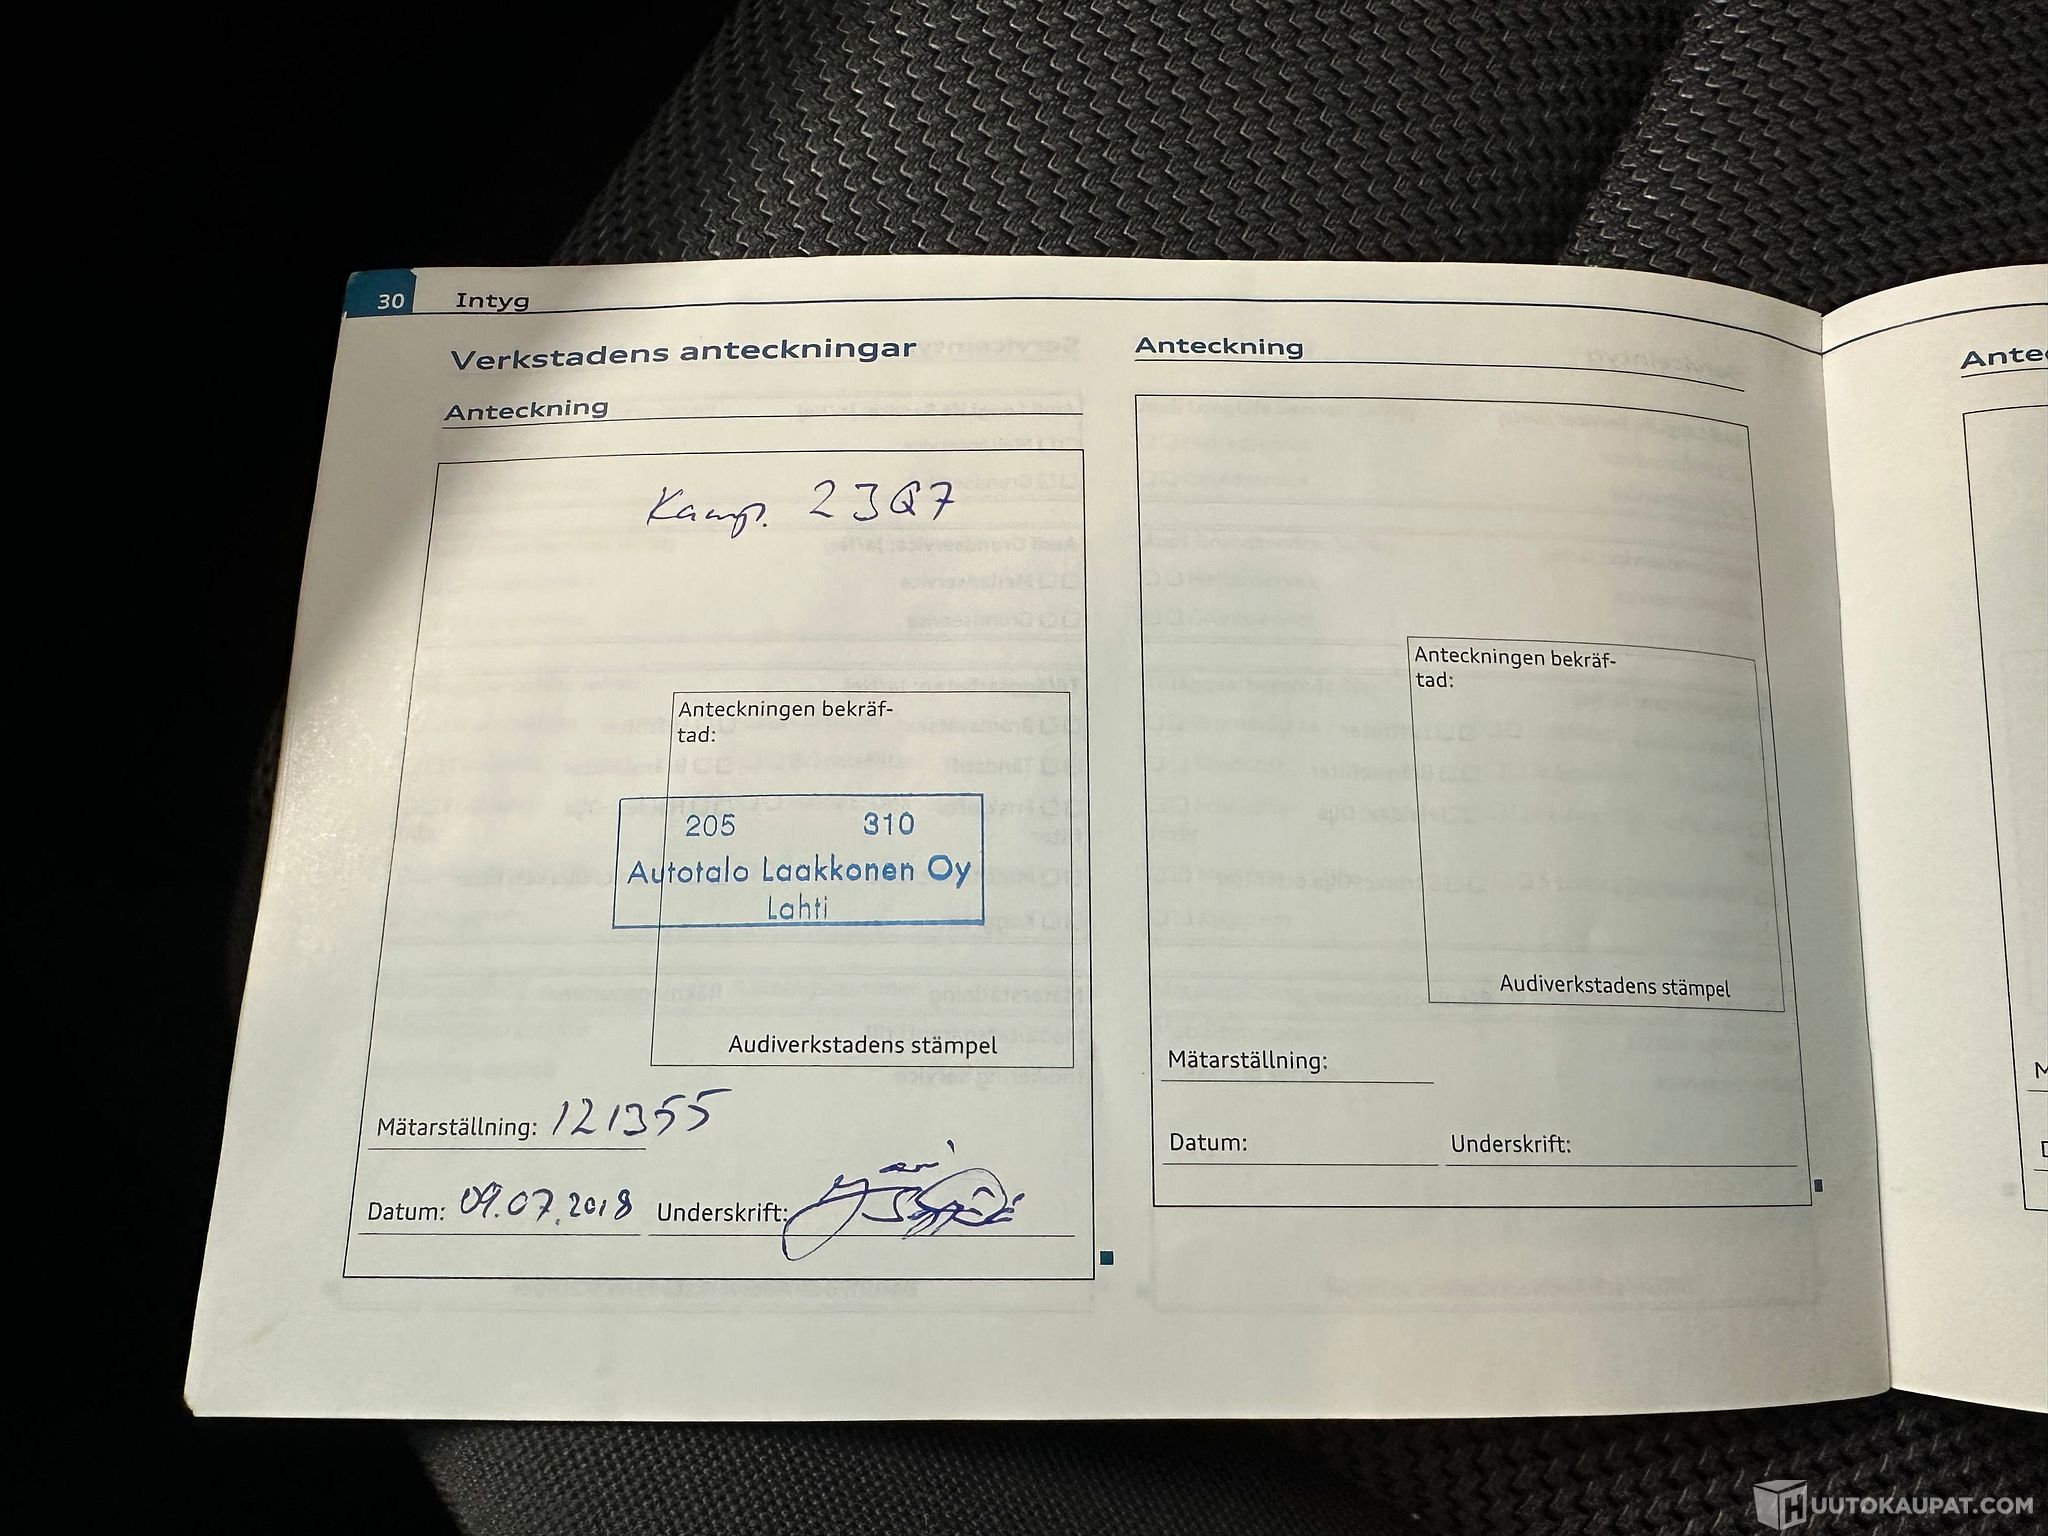 30 Intyg
Verkstadens anteckningar
Anteckning
Kamp. 23Q7
Anteckningen bekräf-
tad:
205 310
Autotalo Laakkonen Oy
Lahti
Audiverkstadens stämpel
Mätarställning: 121355
Datum: 09.07.2018 Underskrift:
Anteckning
Anteckningen bekräf-
tad:
Audiverkstadens stämpel
Mätarställning:
Datum: Underskrift:
Ante
M
D
HUUTOKAUPAT.COM